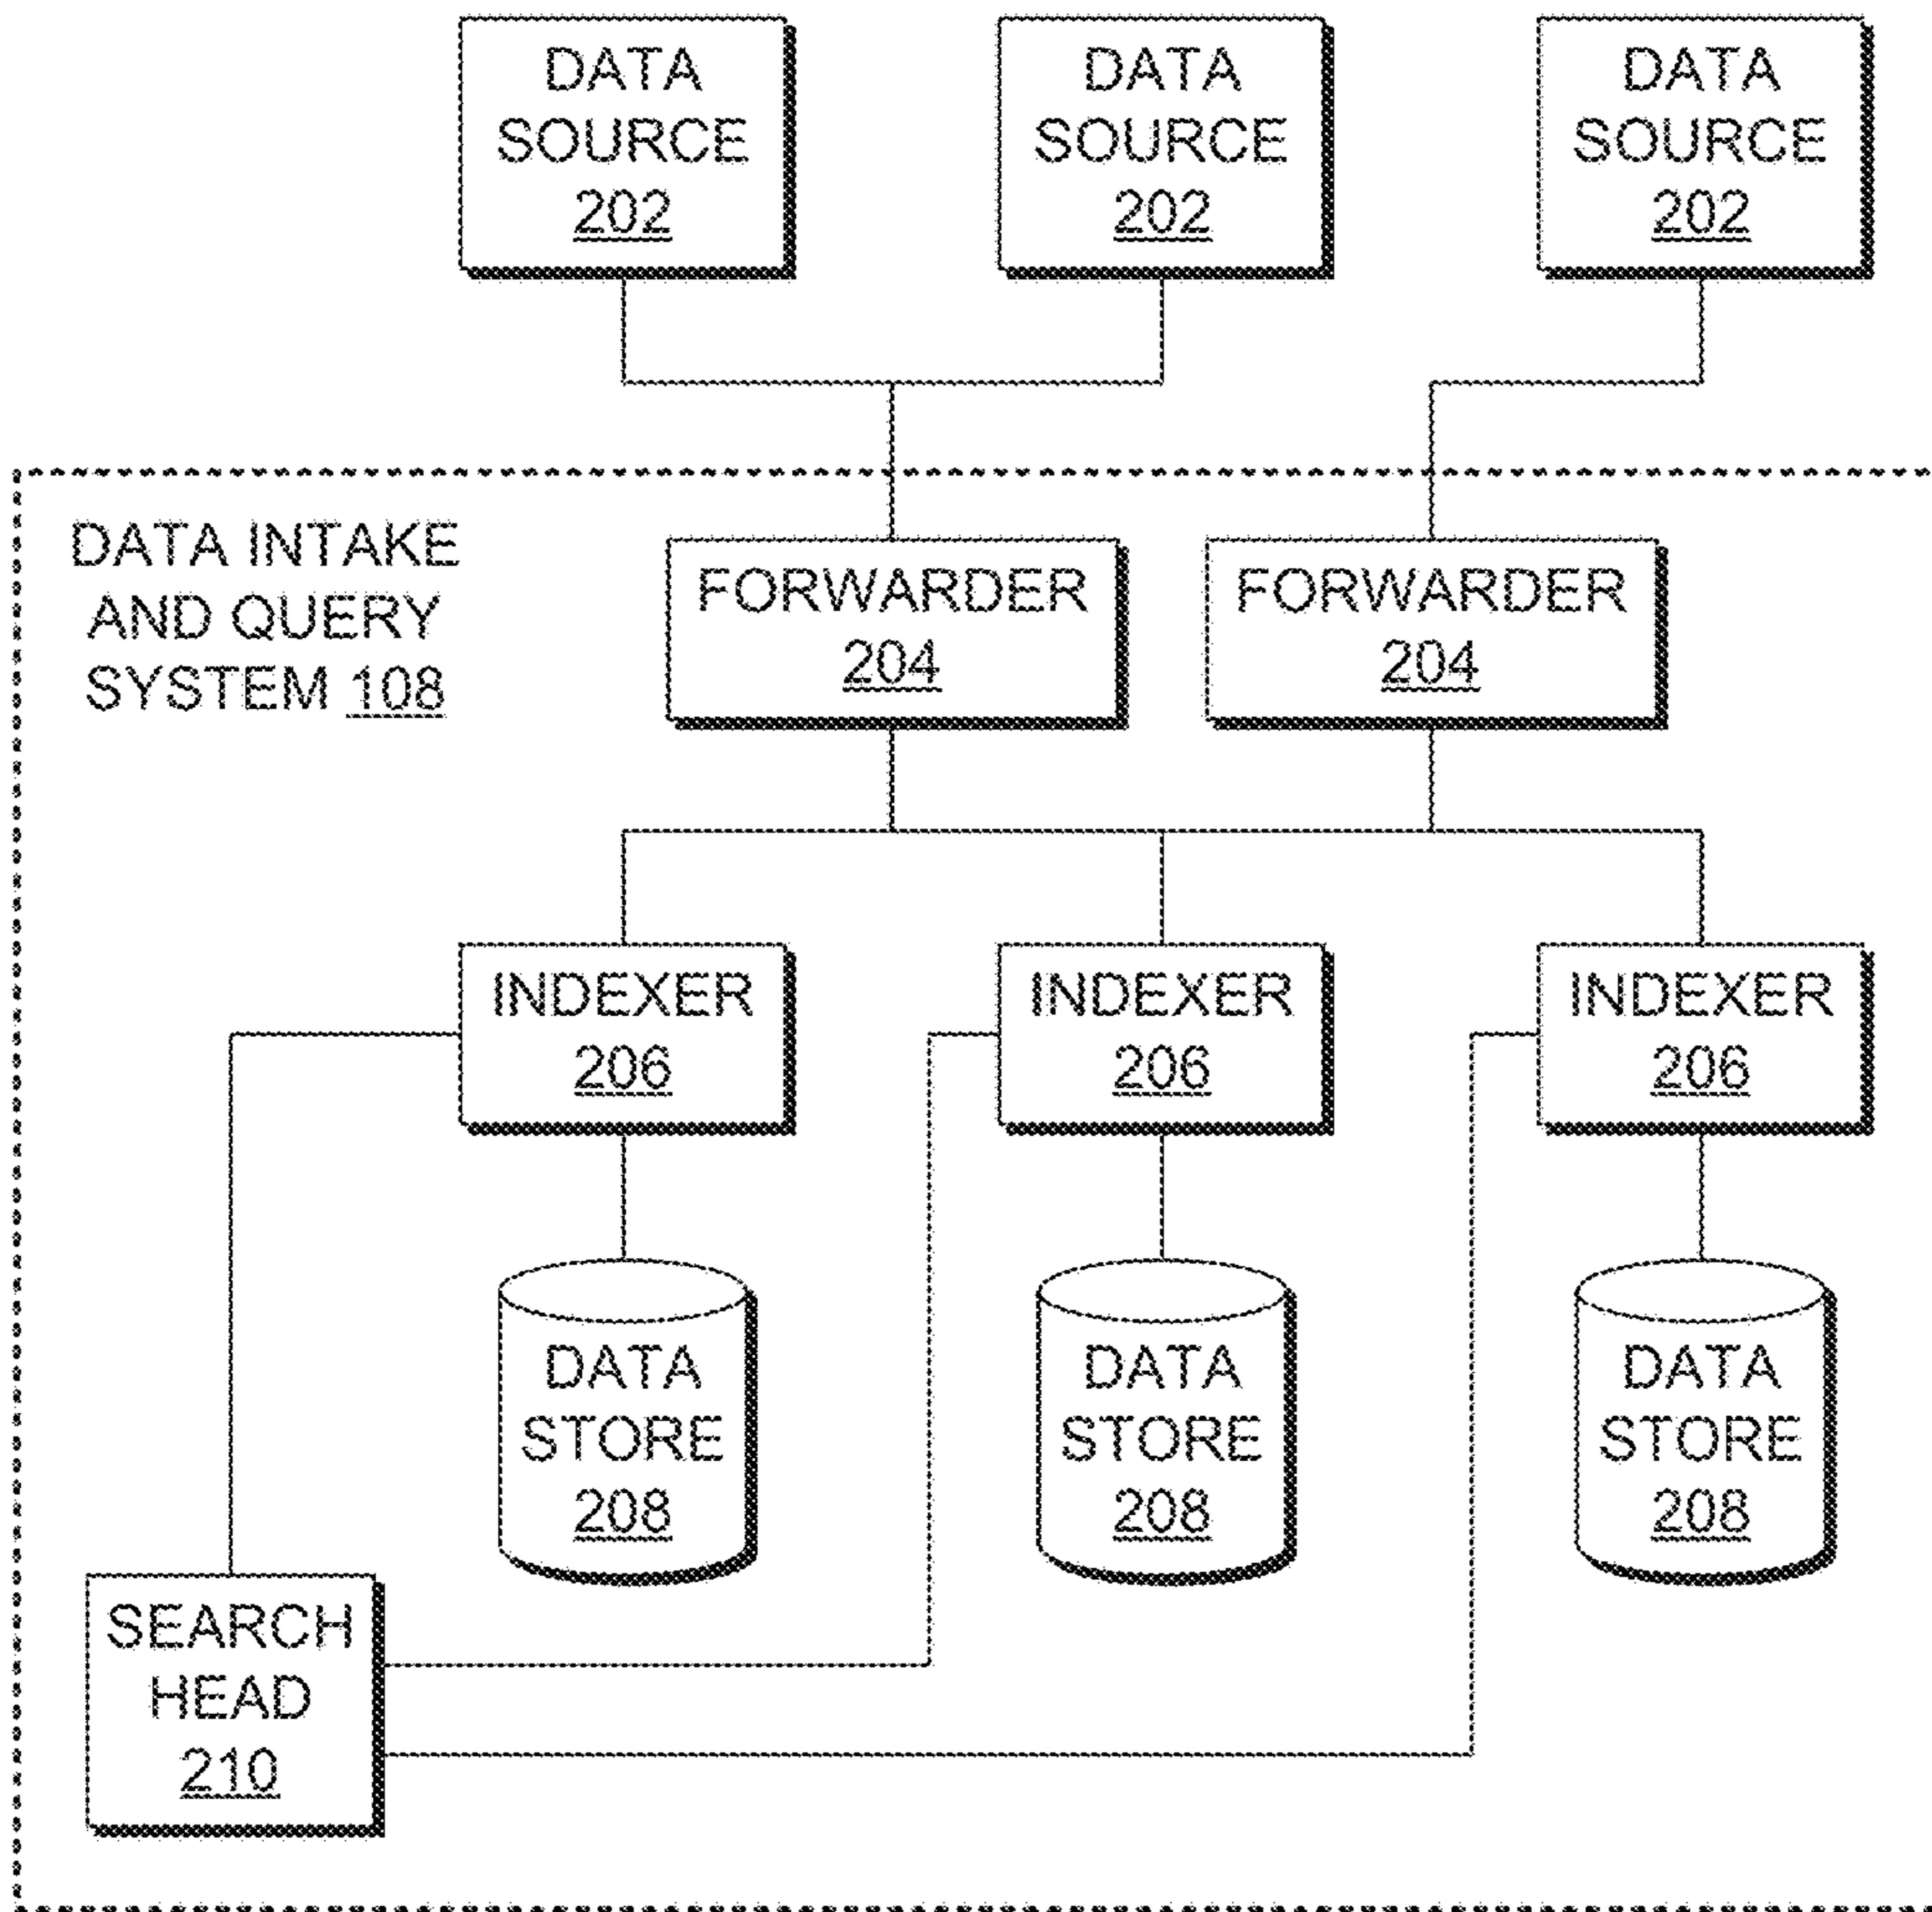 DATA
SOURCE
202
DATA
SOURCE
202
DATA
SOURCE
202
DATA INTAKE
AND QUERY
SYSTEM 108
FORWARDER
204
FORWARDER
204
INDEXER
206
INDEXER
206
INDEXER
206
DATA
STORE
208
DATA
STORE
208
DATA
STORE
208
SEARCH
HEAD
210